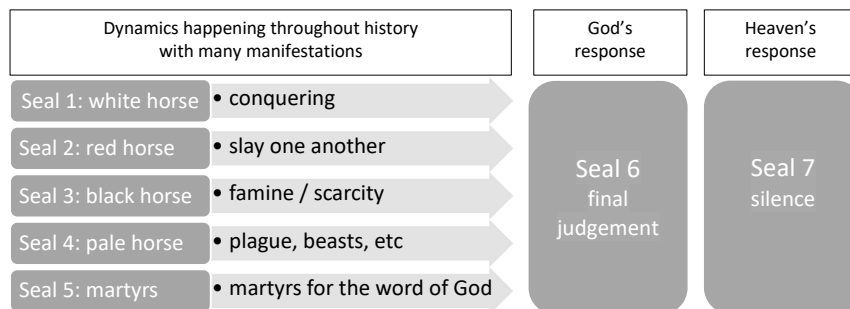 Dynamics happening throughout history
with many manifestations
God's
response
Heaven's
response
Seal 1: white horse • conquering
Seal 2: red horse • slay one another
Seal 3: black horse • famine / scarcity
Seal 4: pale horse • plague, beasts, etc
Seal 5: martyrs • martyrs for the word of God
Seal 6
final
judgement
Seal 7
silence